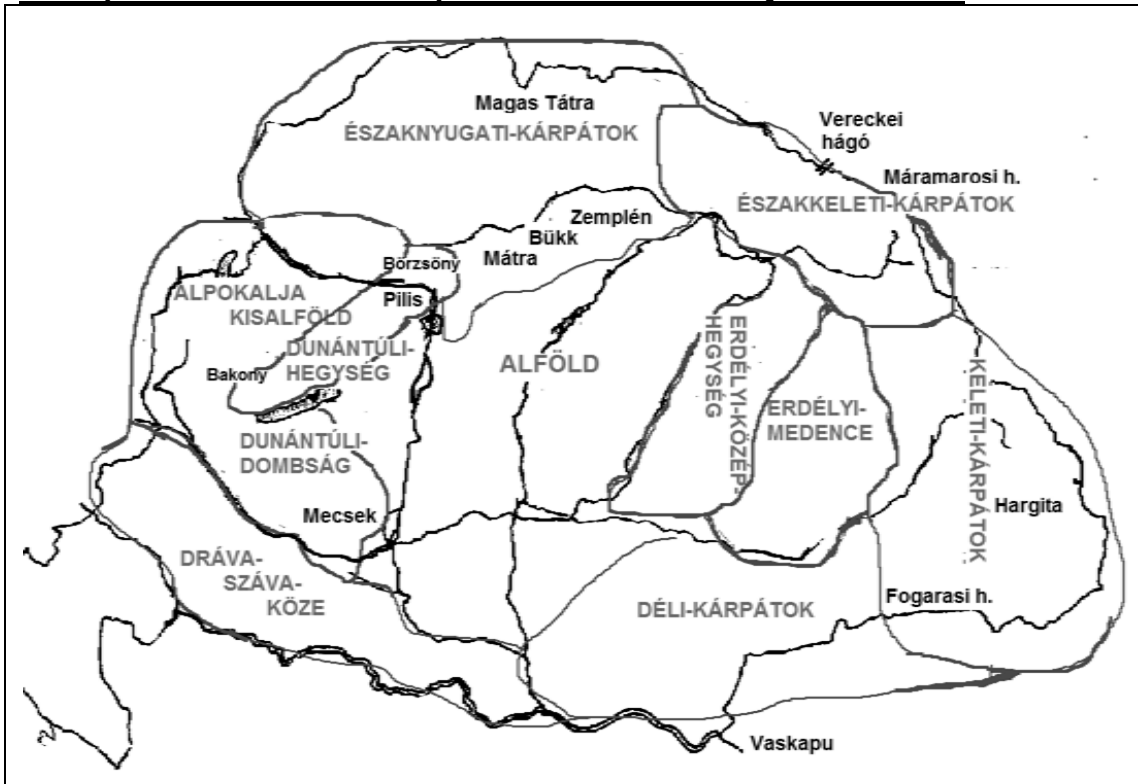 Magas Tátra
ÉSZAKNYUGATI-KÁRPÁTOK
Vereckei
hágó
Máramarosi h.
ÉSZAKKELETI-KÁRPÁTOK
Zemplén
Bükk
Mátra
Börzsöny
Pilis
ALPOKALJA
KISALFÖLD
DUNÁNTÚLI-
HEGYSÉG
Bakony
ALFÖLD
ERDÉLYI-KÖZÉP-
HEGYSÉG
ERDÉLYI-
MEDENCE
KELETI-KÁRPÁTOK
DUNÁNTÚLI-
DOMBSÁG
Mecsek
Hargita
DRÁVA-
SZÁVA-
KÖZE
DÉLI-KÁRPÁTOK
Fogarasi h.
Vaskapu